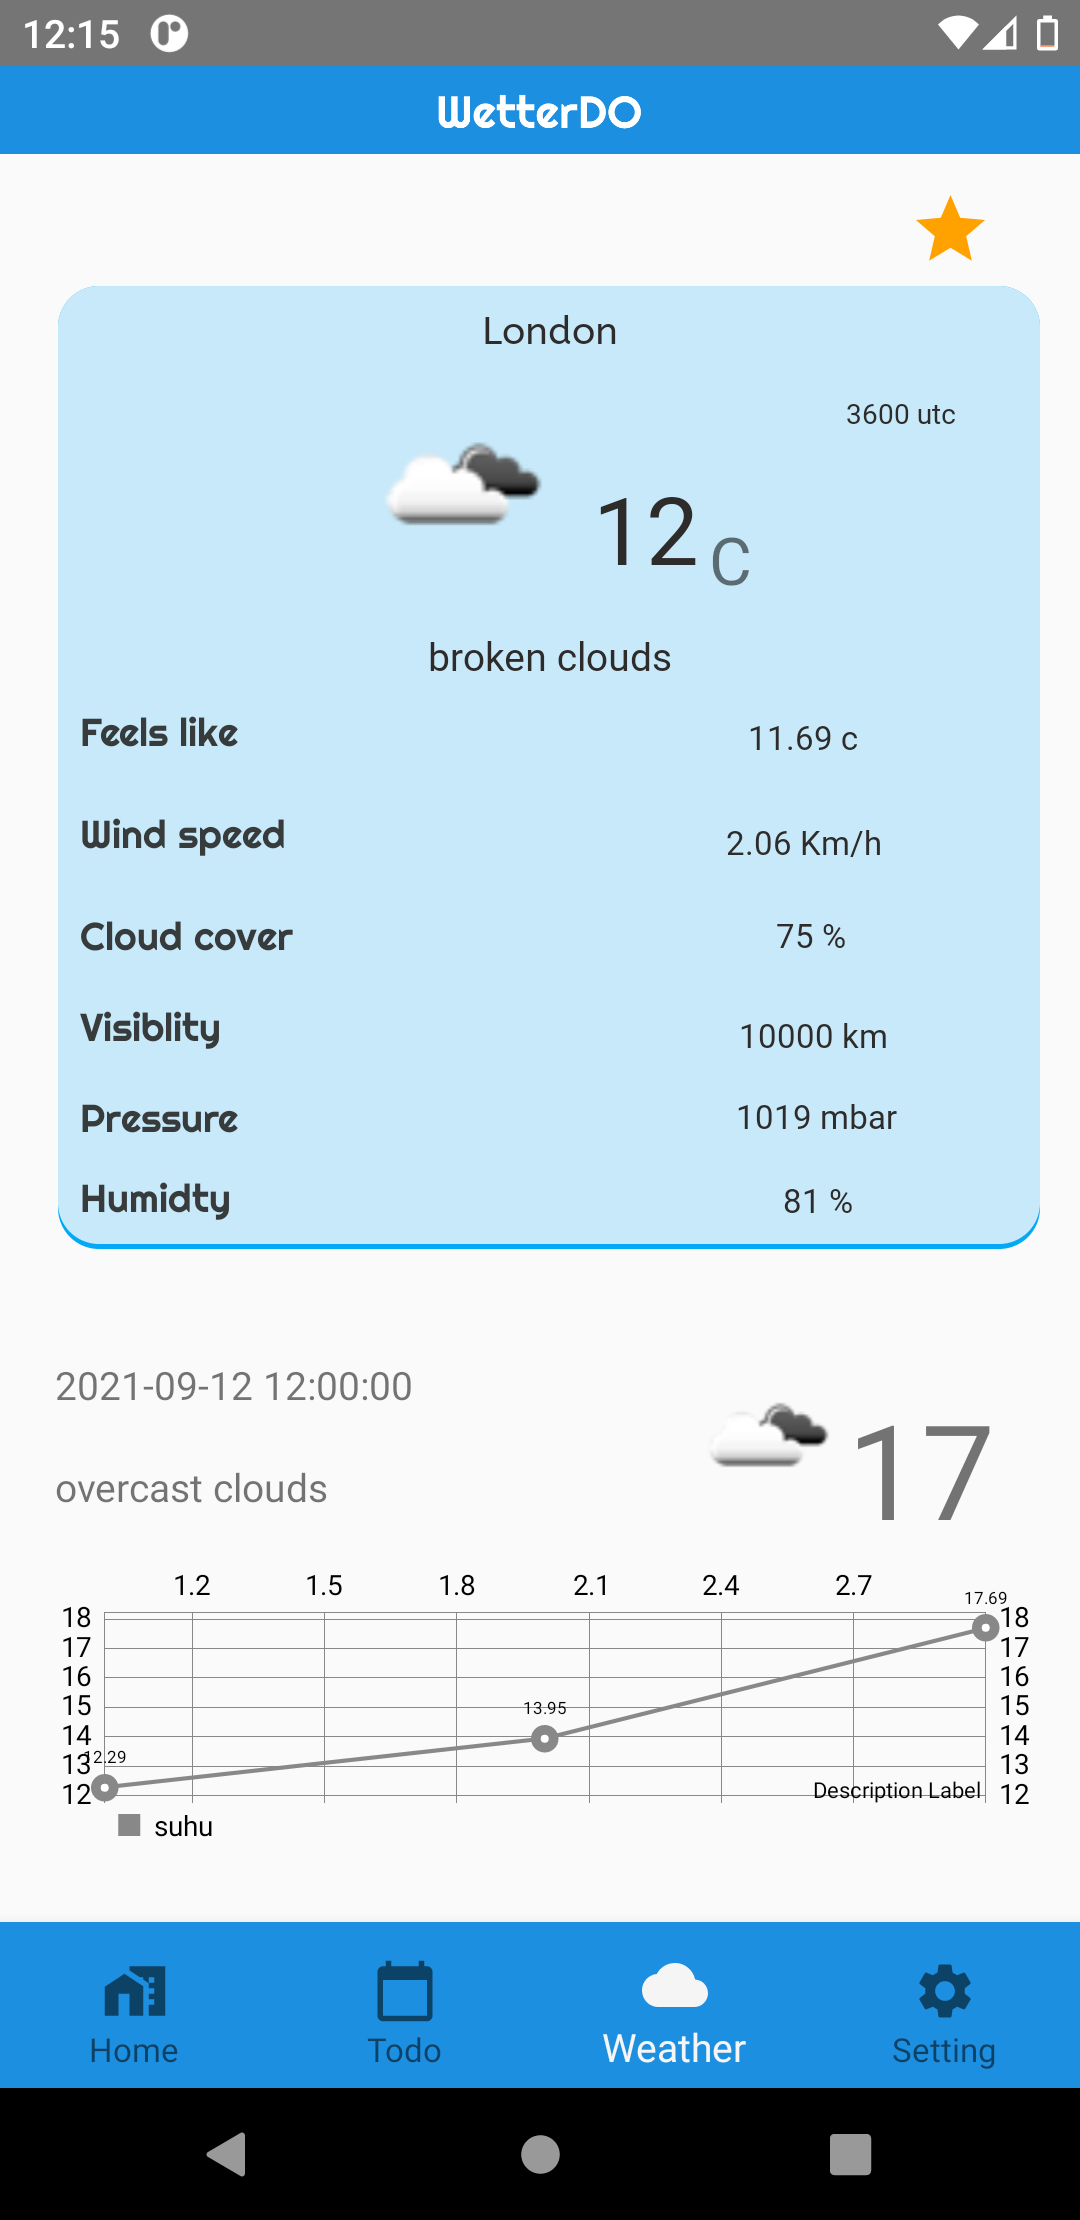 12:15
WetterDO
London
3600 utc
12 C
broken clouds
Feels like 11.69 c
Wind speed 2.06 Km/h
Cloud cover 75 %
Visiblity 10000 km
Pressure 1019 mbar
Humidty 81 %
2021-09-12 12:00:00
17
overcast clouds
1.2 1.5 1.8 2.1 2.4 2.7
17.69
18 18
17 17
16 16
15 15
13.95
14 14
12.29
13 13
12 Description Label 12
suhu
Home Todo Weather Setting